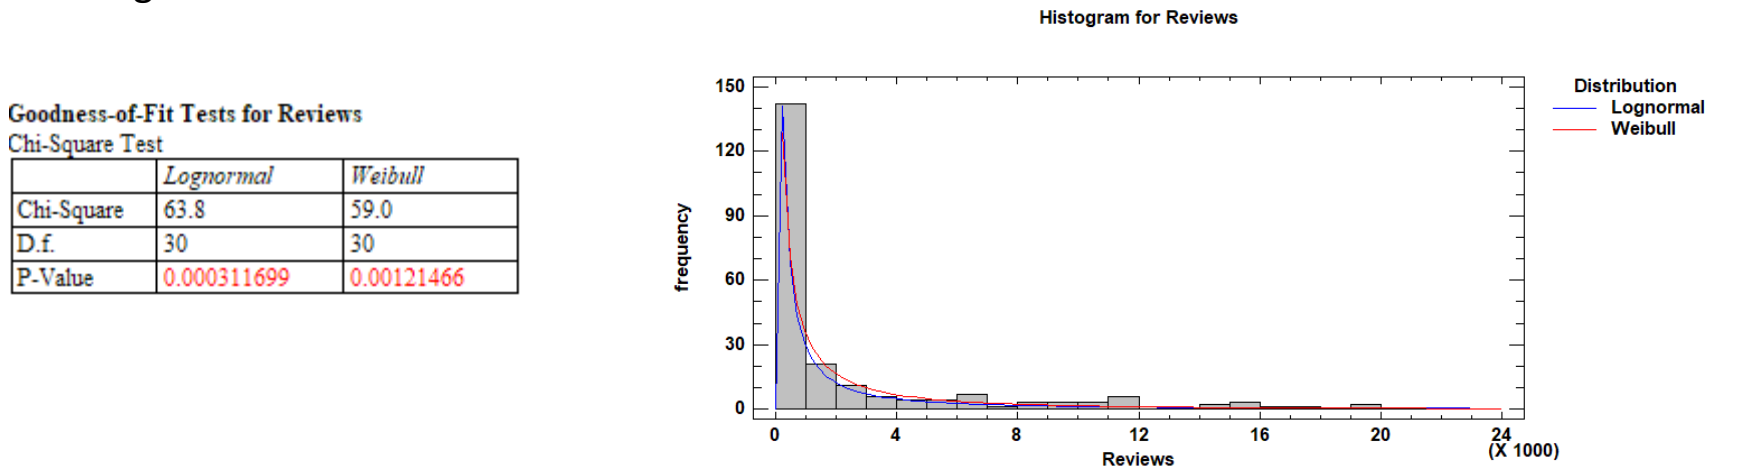 Goodness-of-Fit Tests for Reviews
Chi-Square Test
Lognormal Weibull
Chi-Square 63.8 59.0
D.f. 30 30
P-Value 0.000311699 0.00121466
Histogram for Reviews
150
120
90
60
30
0
frequency
0 4 8 12 16 20 24
(X 1000)
Reviews
Distribution
Lognormal
Weibull